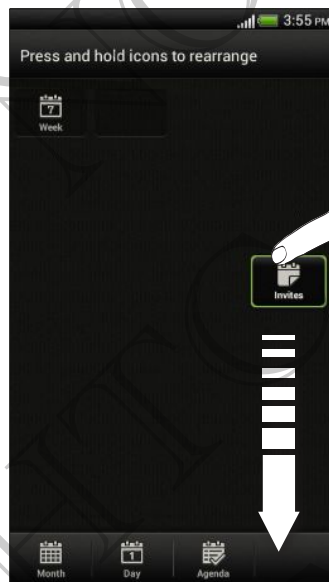 3:55 PM
Press and hold icons to rearrange
7
Week
Invites
1
Month Day Agenda